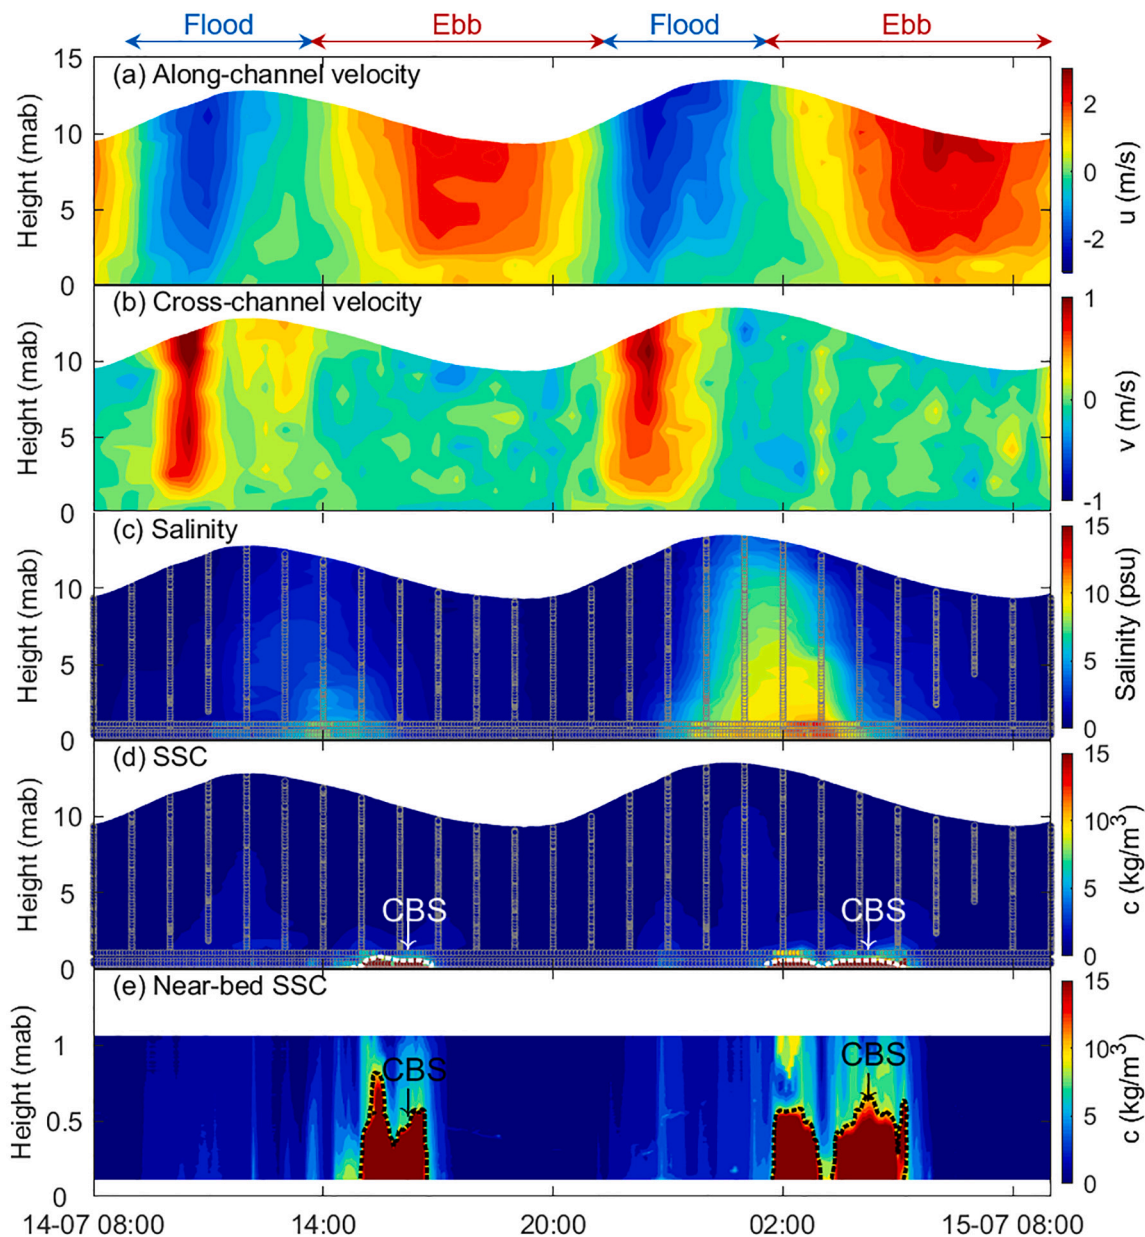 Flood Ebb Flood Ebb
(a) Along-channel velocity
15
10
5
0
Height (mab)
2
0
-2
u (m/s)
(b) Cross-channel velocity
10
5
0
Height (mab)
1
0
-1
v (m/s)
(c) Salinity
10
5
0
Height (mab)
15
10
5
0
Salinity (psu)
(d) SSC
10
5
0
Height (mab)
CBS CBS
15
10
5
0
c (kg/m³)
(e) Near-bed SSC
1
0.5
0
Height (mab)
CBS CBS
15
10
5
0
c (kg/m³)
14-07 08:00 14:00 20:00 02:00 15-07 08:00